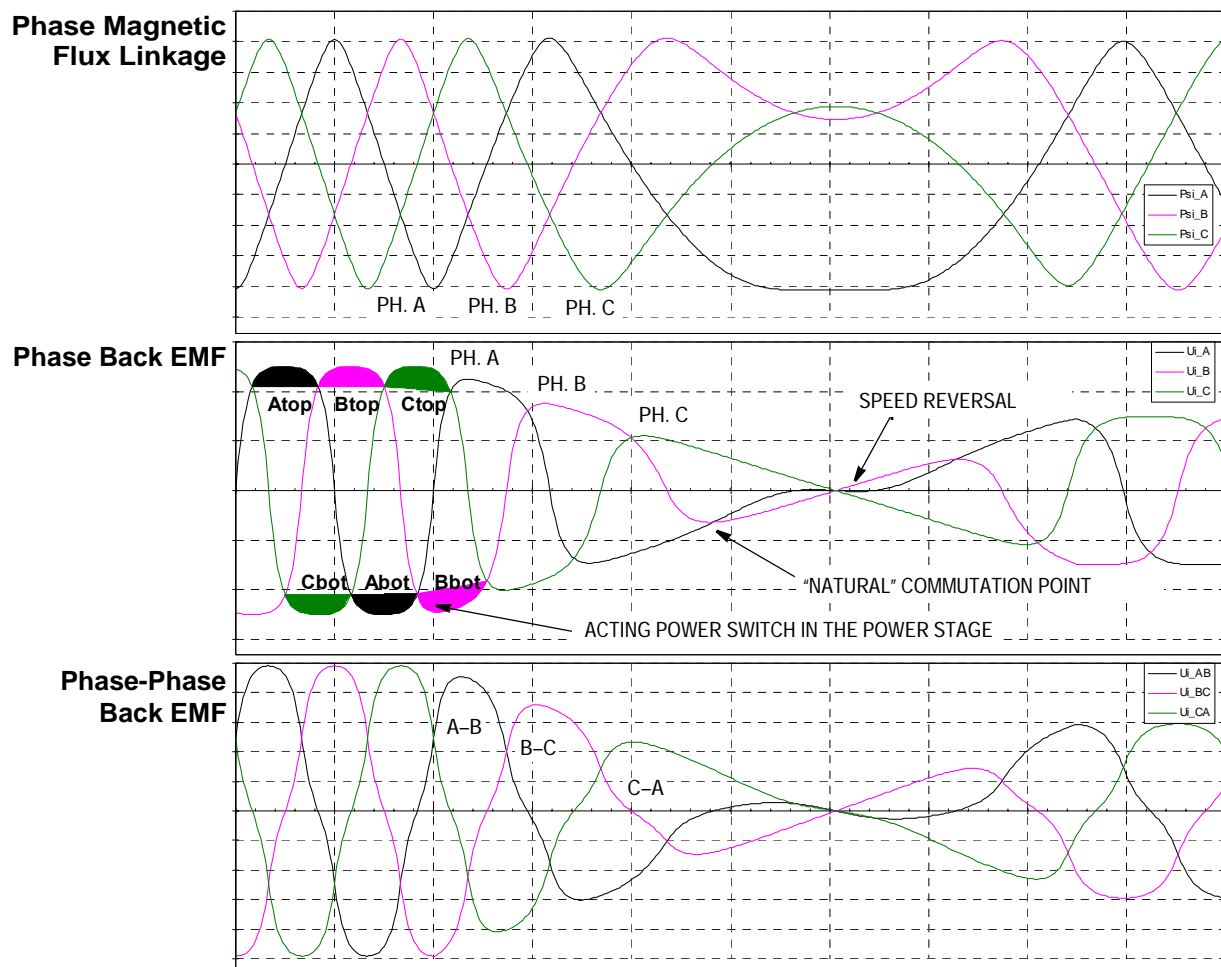 Phase Magnetic
Flux Linkage
Psi_A
Psi_B
Psi_C
PH. A
PH. B
PH. C
Phase Back EMF
PH. A
PH. B
PH. C
Ui_A
Ui_B
Ui_C
Atop
Btop
Ctop
SPEED REVERSAL
Cbot
Abot
Bbot
“NATURAL” COMMUTATION POINT
ACTING POWER SWITCH IN THE POWER STAGE
Phase-Phase
Back EMF
Ui_AB
Ui_BC
Ui_CA
A–B
B–C
C–A